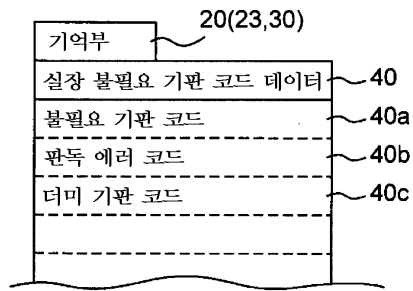 20(23,30)
기억부
실장 불필요 기판 코드 데이터 40
불필요 기판 코드 40a
판독 에러 코드 40b
더미 기판 코드 40c